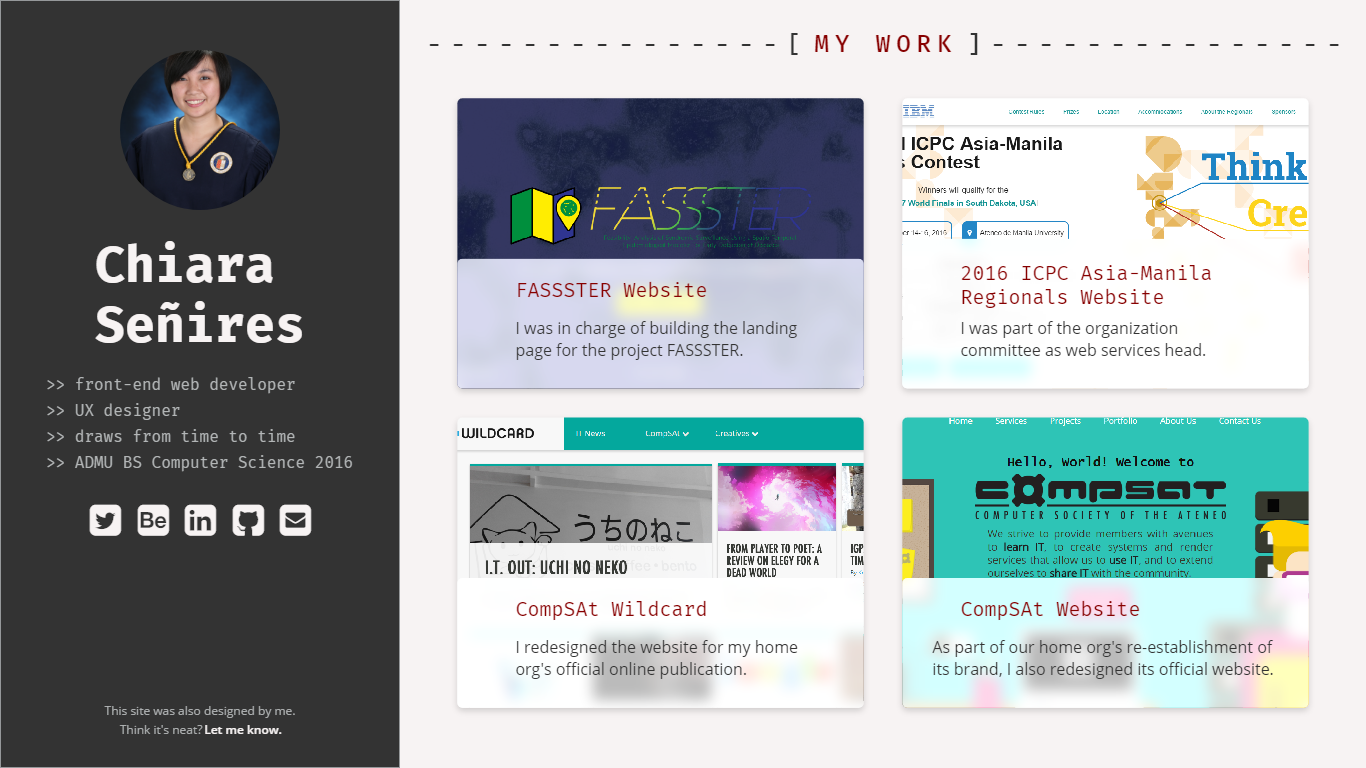 Chiara
Señires
>> front-end web developer
>> UX designer
>> draws from time to time
>> ADMU BS Computer Science 2016
Bē
in
This site was also designed by me.
Think it's neat? Let me know.
---------------[ MY WORK ]---------------
FASSSTER
FASSSTER Website
I was in charge of building the landing
page for the project FASSSTER.
IBM
Contest Rules Prizes Location Accommodations About the Regionals Sponsors
ICPC Asia-Manila
Contest
Winners will qualify for the
7 World Finals in South Dakota, USA!
er 14-16, 2016 Ateneo de Manila University
Think
Cre
2016 ICPC Asia-Manila
Regionals Website
I was part of the organization
committee as web services head.
WILDCARD IT News CompSAt Creatives
うちのねこ
I.T. OUT: UCHI NO NEKO
FROM PLAYER TO POET: A
REVIEW ON ELEGY FOR A
DEAD WORLD
IGP
TIM
CompSAt Wildcard
I redesigned the website for my home
org's official online publication.
Home Services Projects Portfolio About Us Contact Us
Hello, World! Welcome to
COMPSAT
COMPUTER SOCIETY OF THE ATENEO
We strive to provide members with avenues
to learn IT, to create systems and render
services that allow us to use IT, and to extend
ourselves to share IT with the community.
CompSAt Website
As part of our home org's re-establishment of
its brand, I also redesigned its official website.